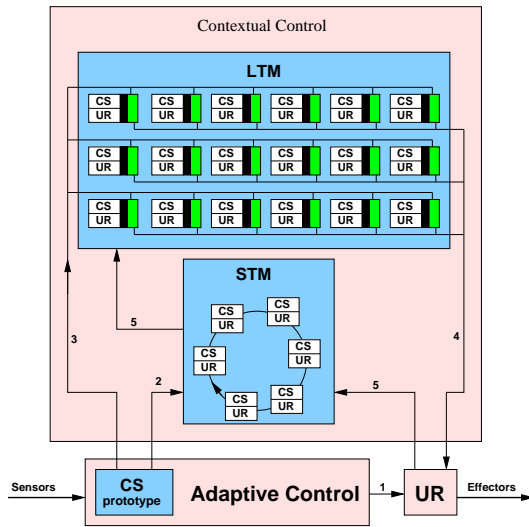 Contextual Control
LTM
CS CS CS CS CS CS
UR UR UR UR UR UR
CS CS CS CS CS CS
UR UR UR UR UR UR
CS CS CS CS CS CS
UR UR UR UR UR UR
STM
CS
UR
CS
UR
CS
UR
CS
UR
CS
UR
CS
UR
5
3
2
5
4
Sensors
CS
prototype
Adaptive Control
1
UR
Effectors